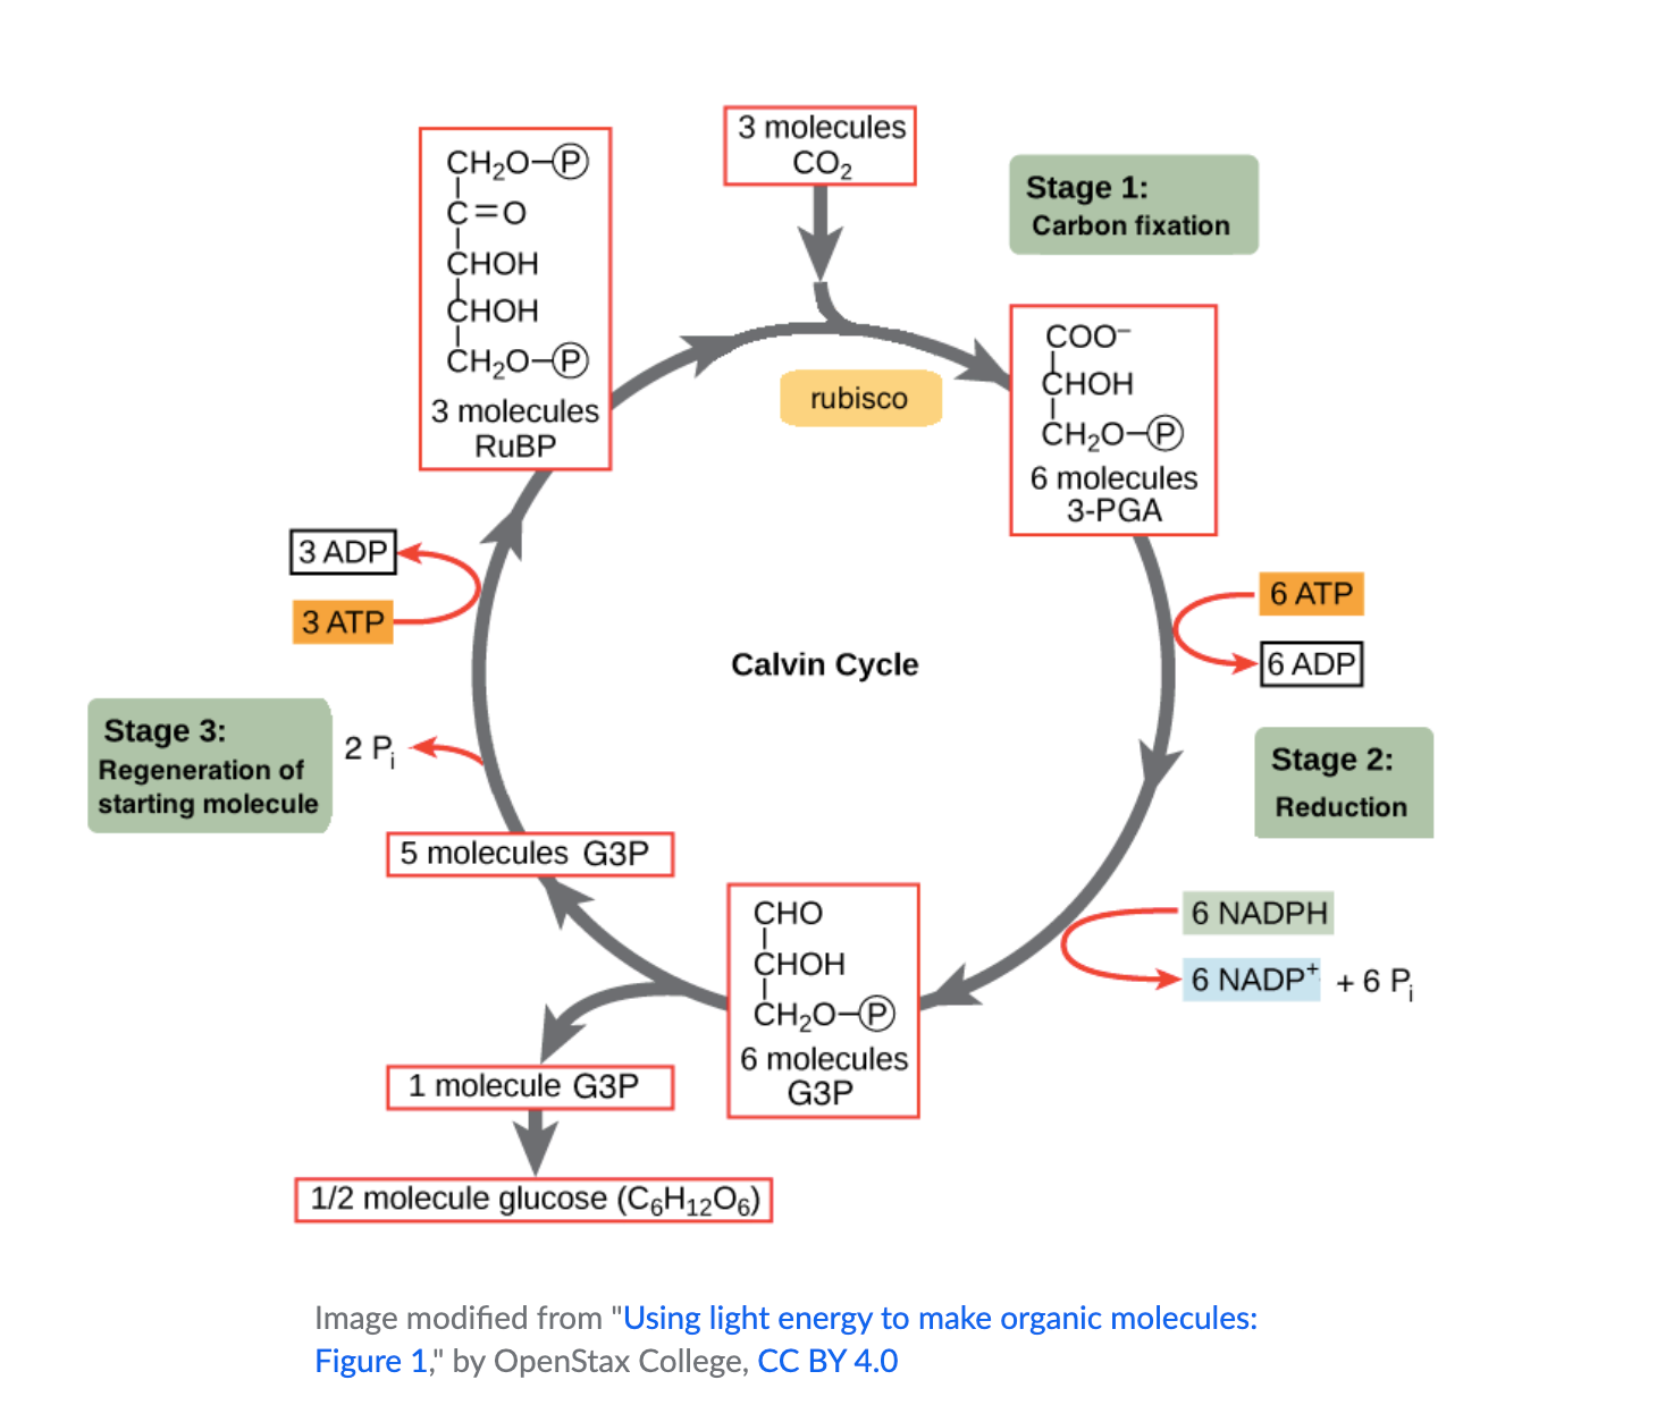 3 molecules
CO₂
Stage 1:
Carbon fixation
CH₂O–Ⓟ
C=O
CHOH
CHOH
CH₂O–Ⓟ
3 molecules
RuBP
rubisco
COO⁻
CHOH
CH₂O–Ⓟ
6 molecules
3-PGA
3 ADP
3 ATP
6 ATP
6 ADP
Calvin Cycle
Stage 3:
Regeneration of
starting molecule
2 Pᵢ
Stage 2:
Reduction
5 molecules G3P
6 NADPH
6 NADP⁺ + 6 Pᵢ
CHO
CHOH
CH₂O–Ⓟ
6 molecules
G3P
1 molecule G3P
1/2 molecule glucose (C₆H₁₂O₆)
Image modified from "Using light energy to make organic molecules:
Figure 1," by OpenStax College, CC BY 4.0